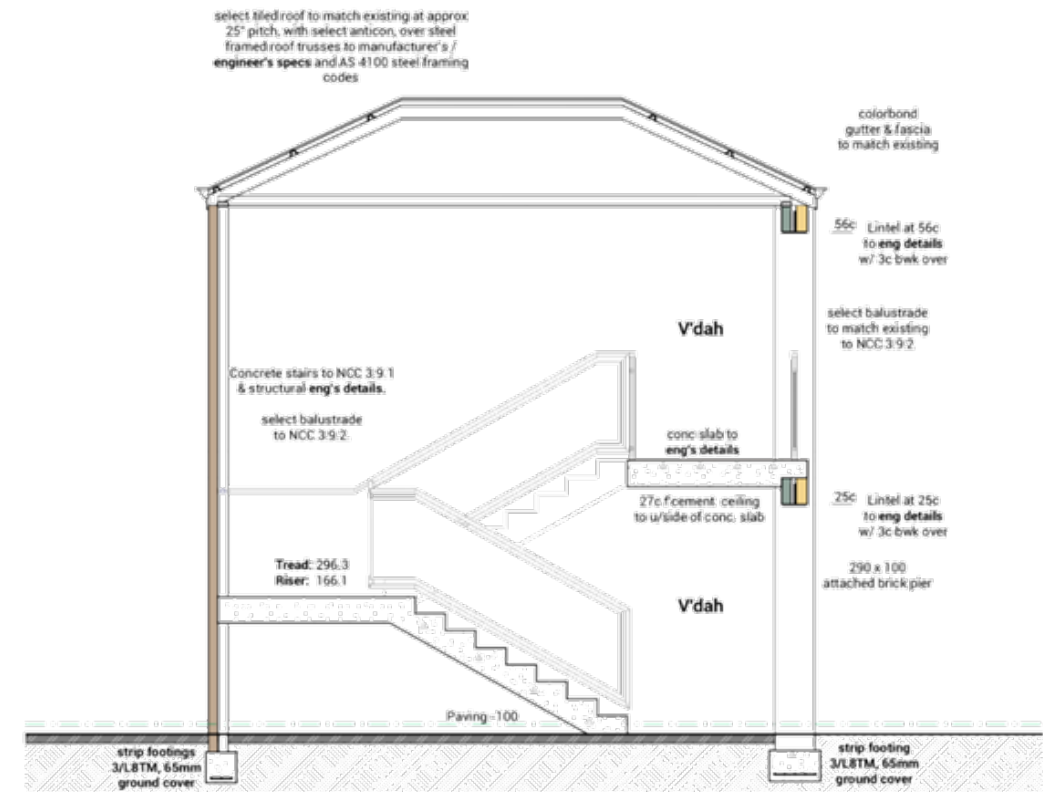 select tiled roof to match existing at approx
25° pitch, with select anticon, over steel
framed roof trusses to manufacturer's /
engineer's specs and AS 4100 steel framing
codes
colorbond
gutter & fascia
to match existing
56c
Lintel at 56c
to eng details
w/ 3c bwk over
V'dah
select balustrade
to match existing
to NCC 3.9.2
Concrete stairs to NCC 3.9.1
& structural eng's details.
select balustrade
to NCC 3.9.2
conc slab to
eng's details
27c f.cement ceiling
to u/side of conc. slab
25c
Lintel at 25c
to eng details
w/ 3c bwk over
Tread: 296.3
Riser: 166.1
290 x 100
attached brick pier
V'dah
Paving -100
strip footings
3/L8TM, 65mm
ground cover
strip footing
3/L8TM, 65mm
ground cover